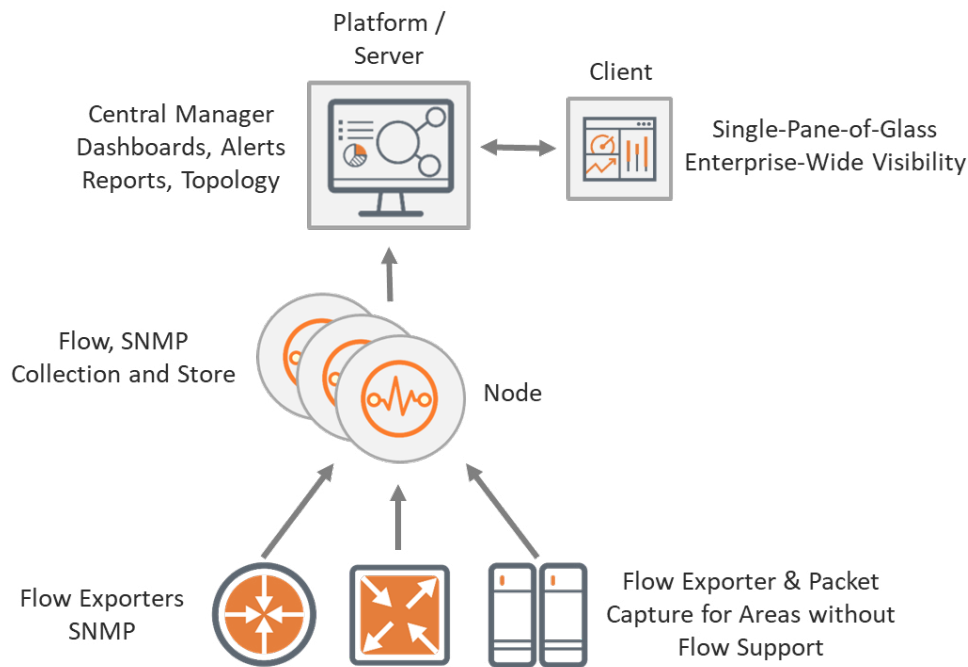 Platform /
Server
Client
Central Manager
Dashboards, Alerts
Reports, Topology
Single-Pane-of-Glass
Enterprise-Wide Visibility
Flow, SNMP
Collection and Store
Node
Flow Exporters
SNMP
Flow Exporter & Packet
Capture for Areas without
Flow Support